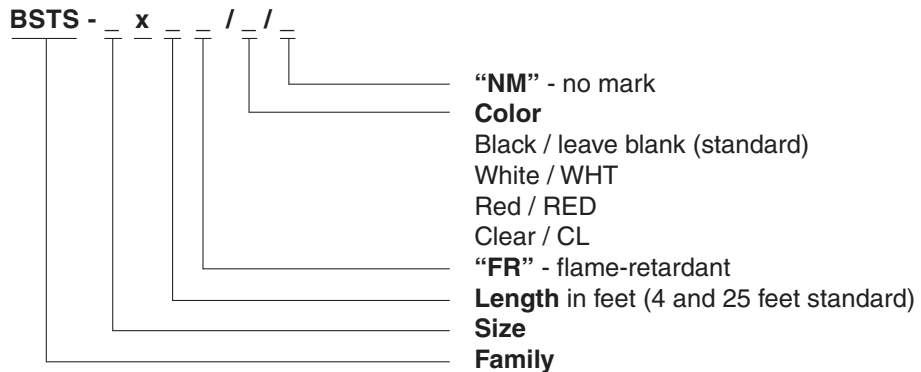 BSTS - _ x _ _ / _ / _
“NM” - no mark
Color
Black / leave blank (standard)
White / WHT
Red / RED
Clear / CL
“FR” - flame-retardant
Length in feet (4 and 25 feet standard)
Size
Family